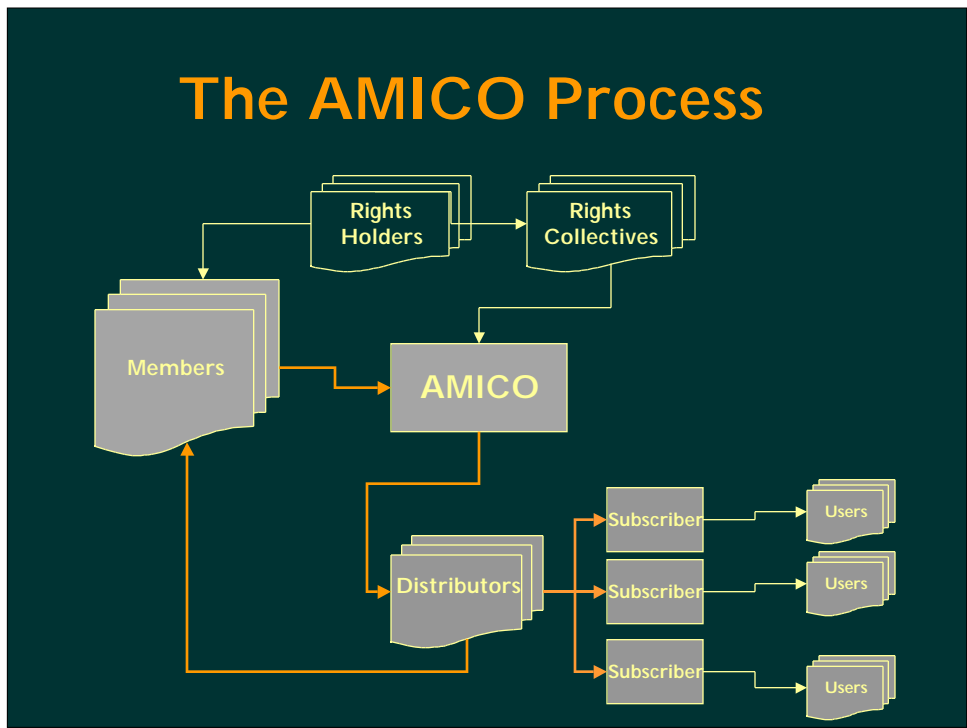 The AMICO Process
Rights
Holders
Rights
Collectives
Members
AMICO
Distributors
Subscriber
Users
Subscriber
Users
Subscriber
Users